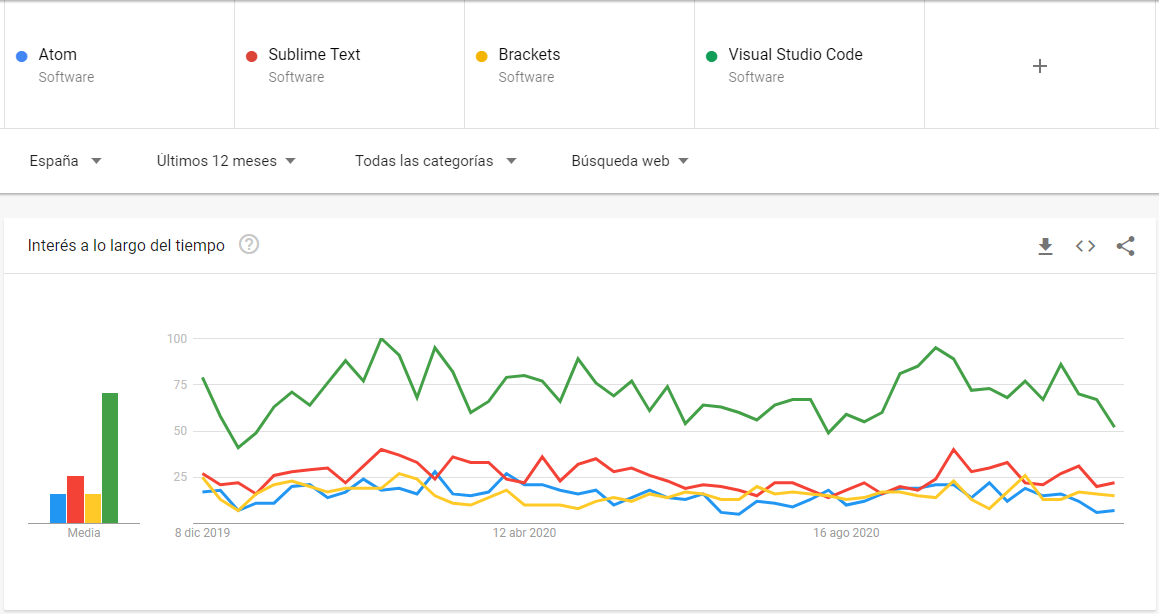 Atom
Software
Sublime Text
Software
Brackets
Software
Visual Studio Code
Software
+
España
Últimos 12 meses
Todas las categorías
Búsqueda web
Interés a lo largo del tiempo
?
100
75
50
25
Media
8 dic 2019
12 abr 2020
16 ago 2020